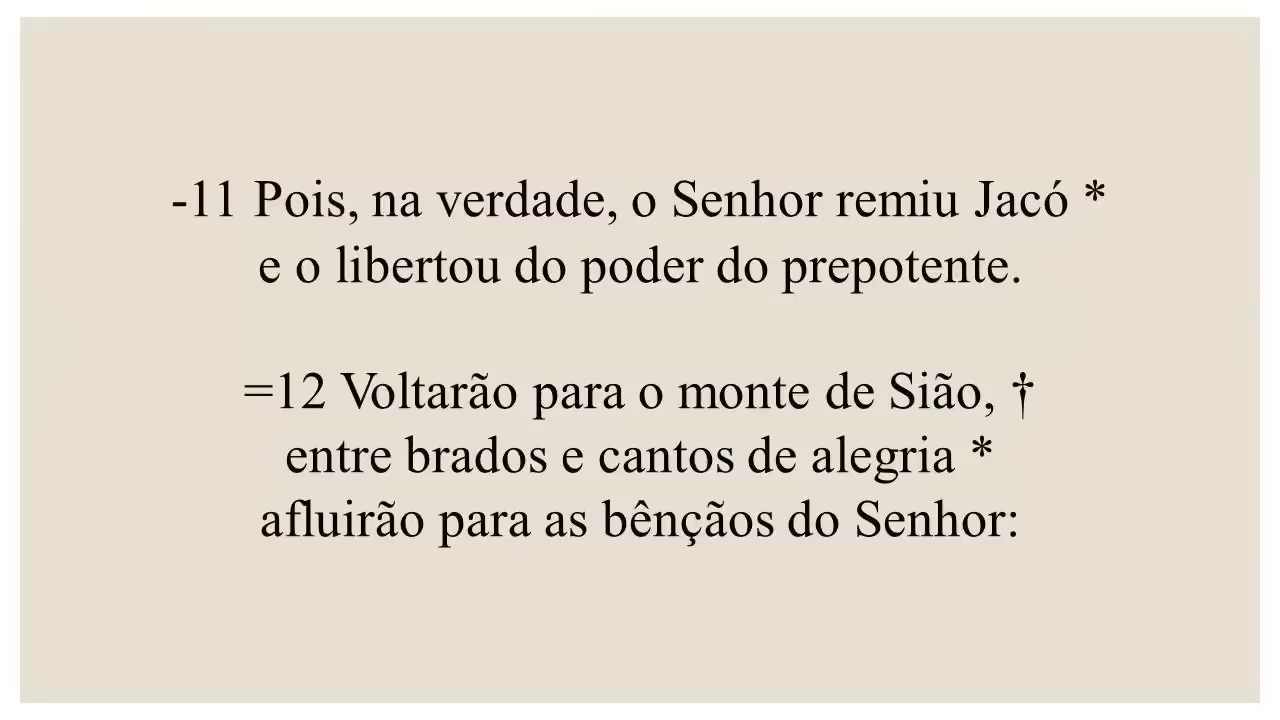 -11 Pois, na verdade, o Senhor remiu Jacó *
e o libertou do poder do prepotente.
=12 Voltarão para o monte de Sião, †
entre brados e cantos de alegria *
afluirão para as bênçãos do Senhor: